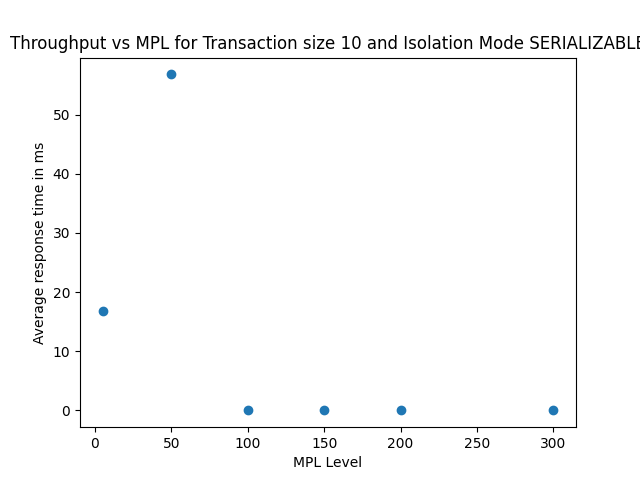 Throughput vs MPL for Transaction size 10 and Isolation Mode SERIALIZABLE
Average response time in ms
50
40
30
20
10
0
0 50 100 150 200 250 300
MPL Level